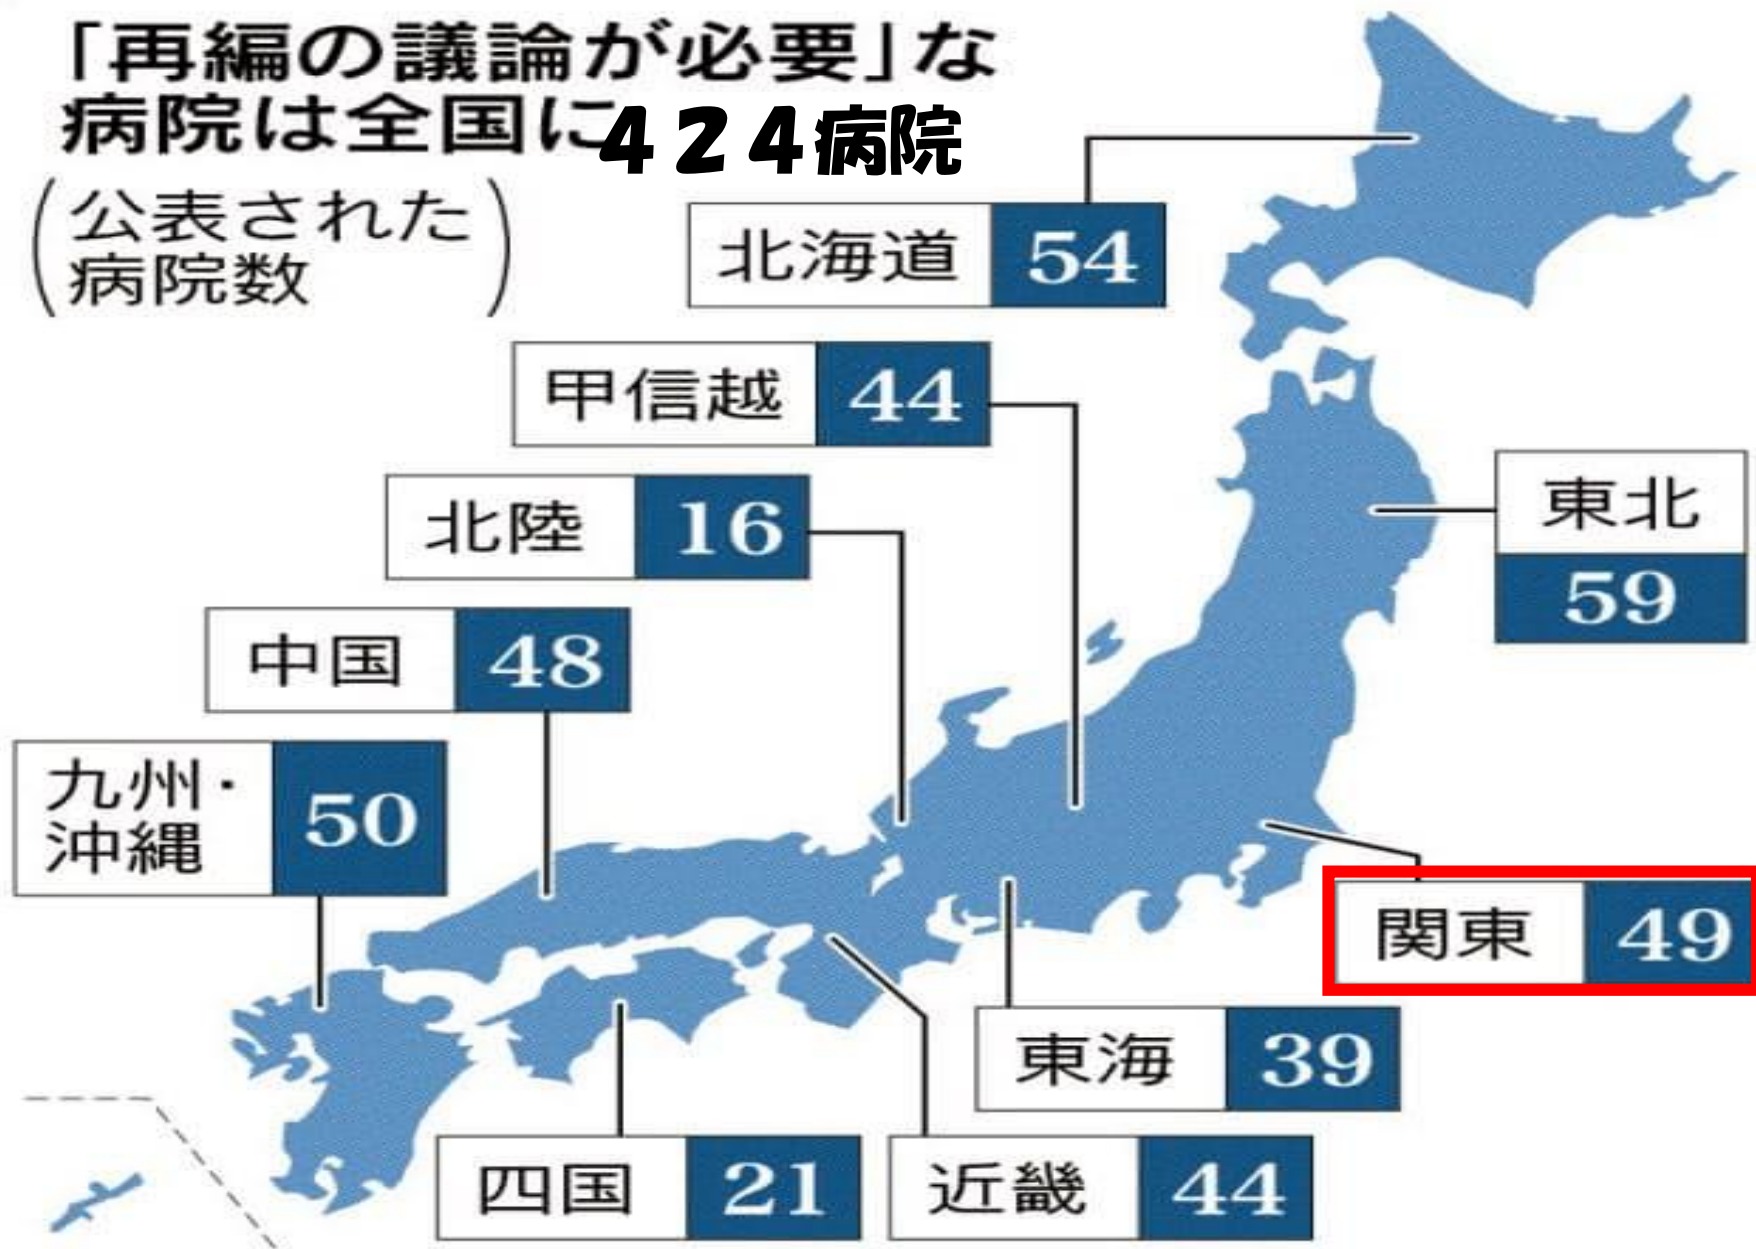 「再編の議論が必要」な
病院は全国に４２４病院
(公表された
病院数)
北海道 54
甲信越 44
北陸 16
東北
59
中国 48
九州・
沖縄 50
関東 49
東海 39
四国 21
近畿 44